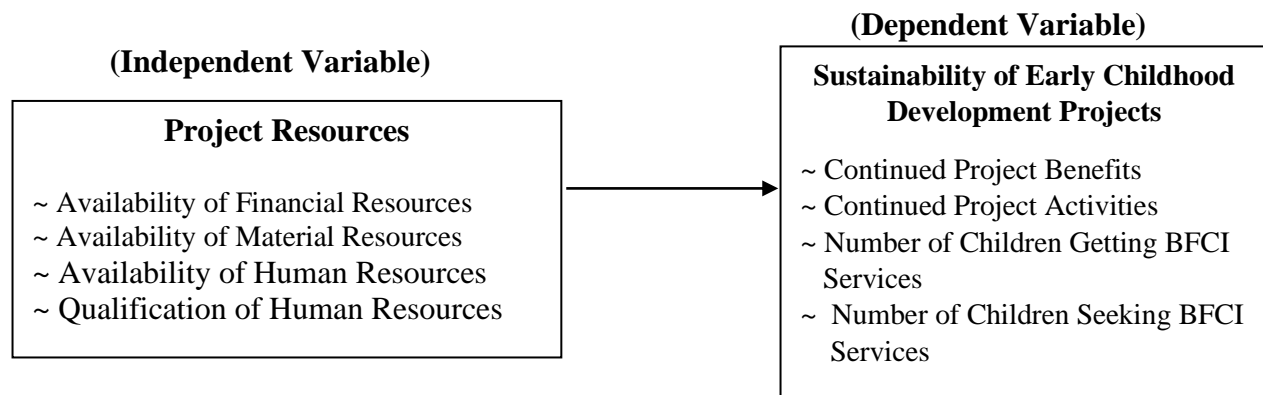 (Independent Variable)
Project Resources
~ Availability of Financial Resources
~ Availability of Material Resources
~ Availability of Human Resources
~ Qualification of Human Resources
(Dependent Variable)
Sustainability of Early Childhood
Development Projects
~ Continued Project Benefits
~ Continued Project Activities
~ Number of Children Getting BFCI
Services
~ Number of Children Seeking BFCI
Services